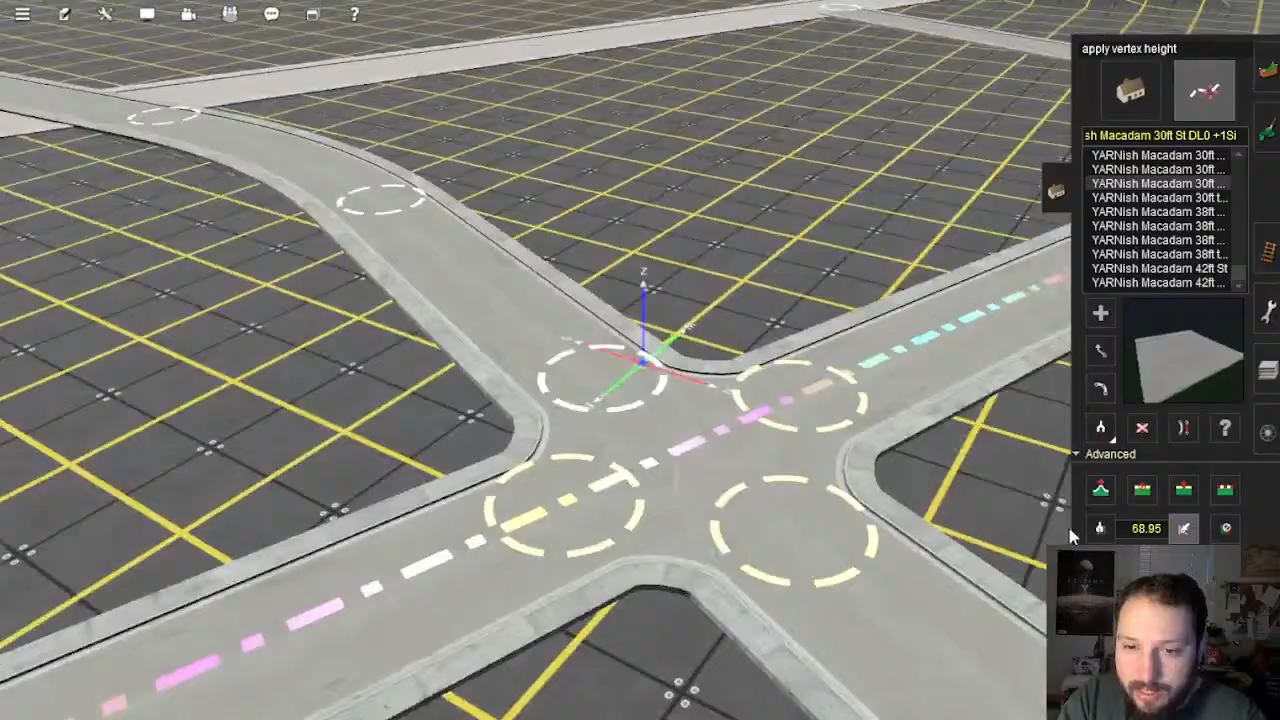 ?
apply vertex height
sh Macadam 30ft St DL0 +1Si
YARNish Macadam 30ft ...
YARNish Macadam 30ft ...
YARNish Macadam 30ft ...
YARNish Macadam 30ft t...
YARNish Macadam 38ft ...
YARNish Macadam 38ft ...
YARNish Macadam 38ft ...
YARNish Macadam 38ft t...
YARNish Macadam 42ft St
YARNish Macadam 42ft ...
z
?
Advanced
68.95